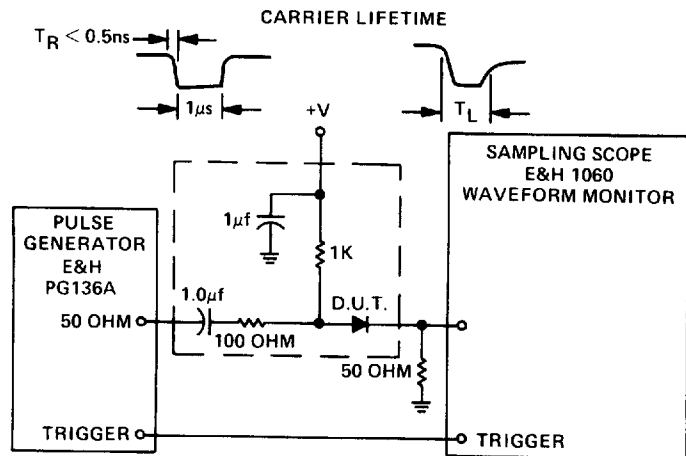 CARRIER LIFETIME
T_R < 0.5ns
1μs
T_L
+V
PULSE
GENERATOR
E&H
PG136A
50 OHM
TRIGGER
1μf
1K
1.0μf
100 OHM
D.U.T.
50 OHM
SAMPLING SCOPE
E&H 1060
WAVEFORM MONITOR
TRIGGER